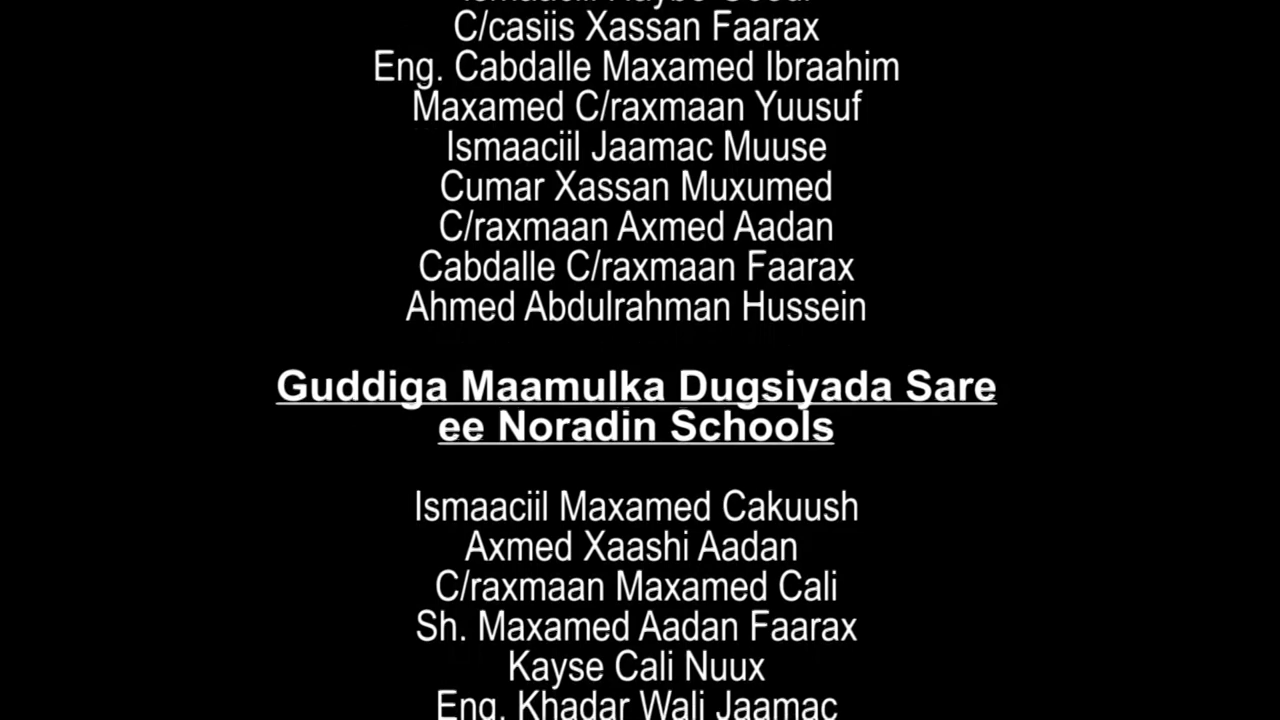 C/casiis Xassan Faarax
Eng. Cabdalle Maxamed Ibraahim
Maxamed C/raxmaan Yuusuf
Ismaaciil Jaamac Muuse
Cumar Xassan Muxumed
C/raxmaan Axmed Aadan
Cabdalle C/raxmaan Faarax
Ahmed Abdulrahman Hussein
Guddiga Maamulka Dugsiyada Sare
ee Noradin Schools
Ismaaciil Maxamed Cakuush
Axmed Xaashi Aadan
C/raxmaan Maxamed Cali
Sh. Maxamed Aadan Faarax
Kayse Cali Nuux
Eng. Khadar Wali Jaamac